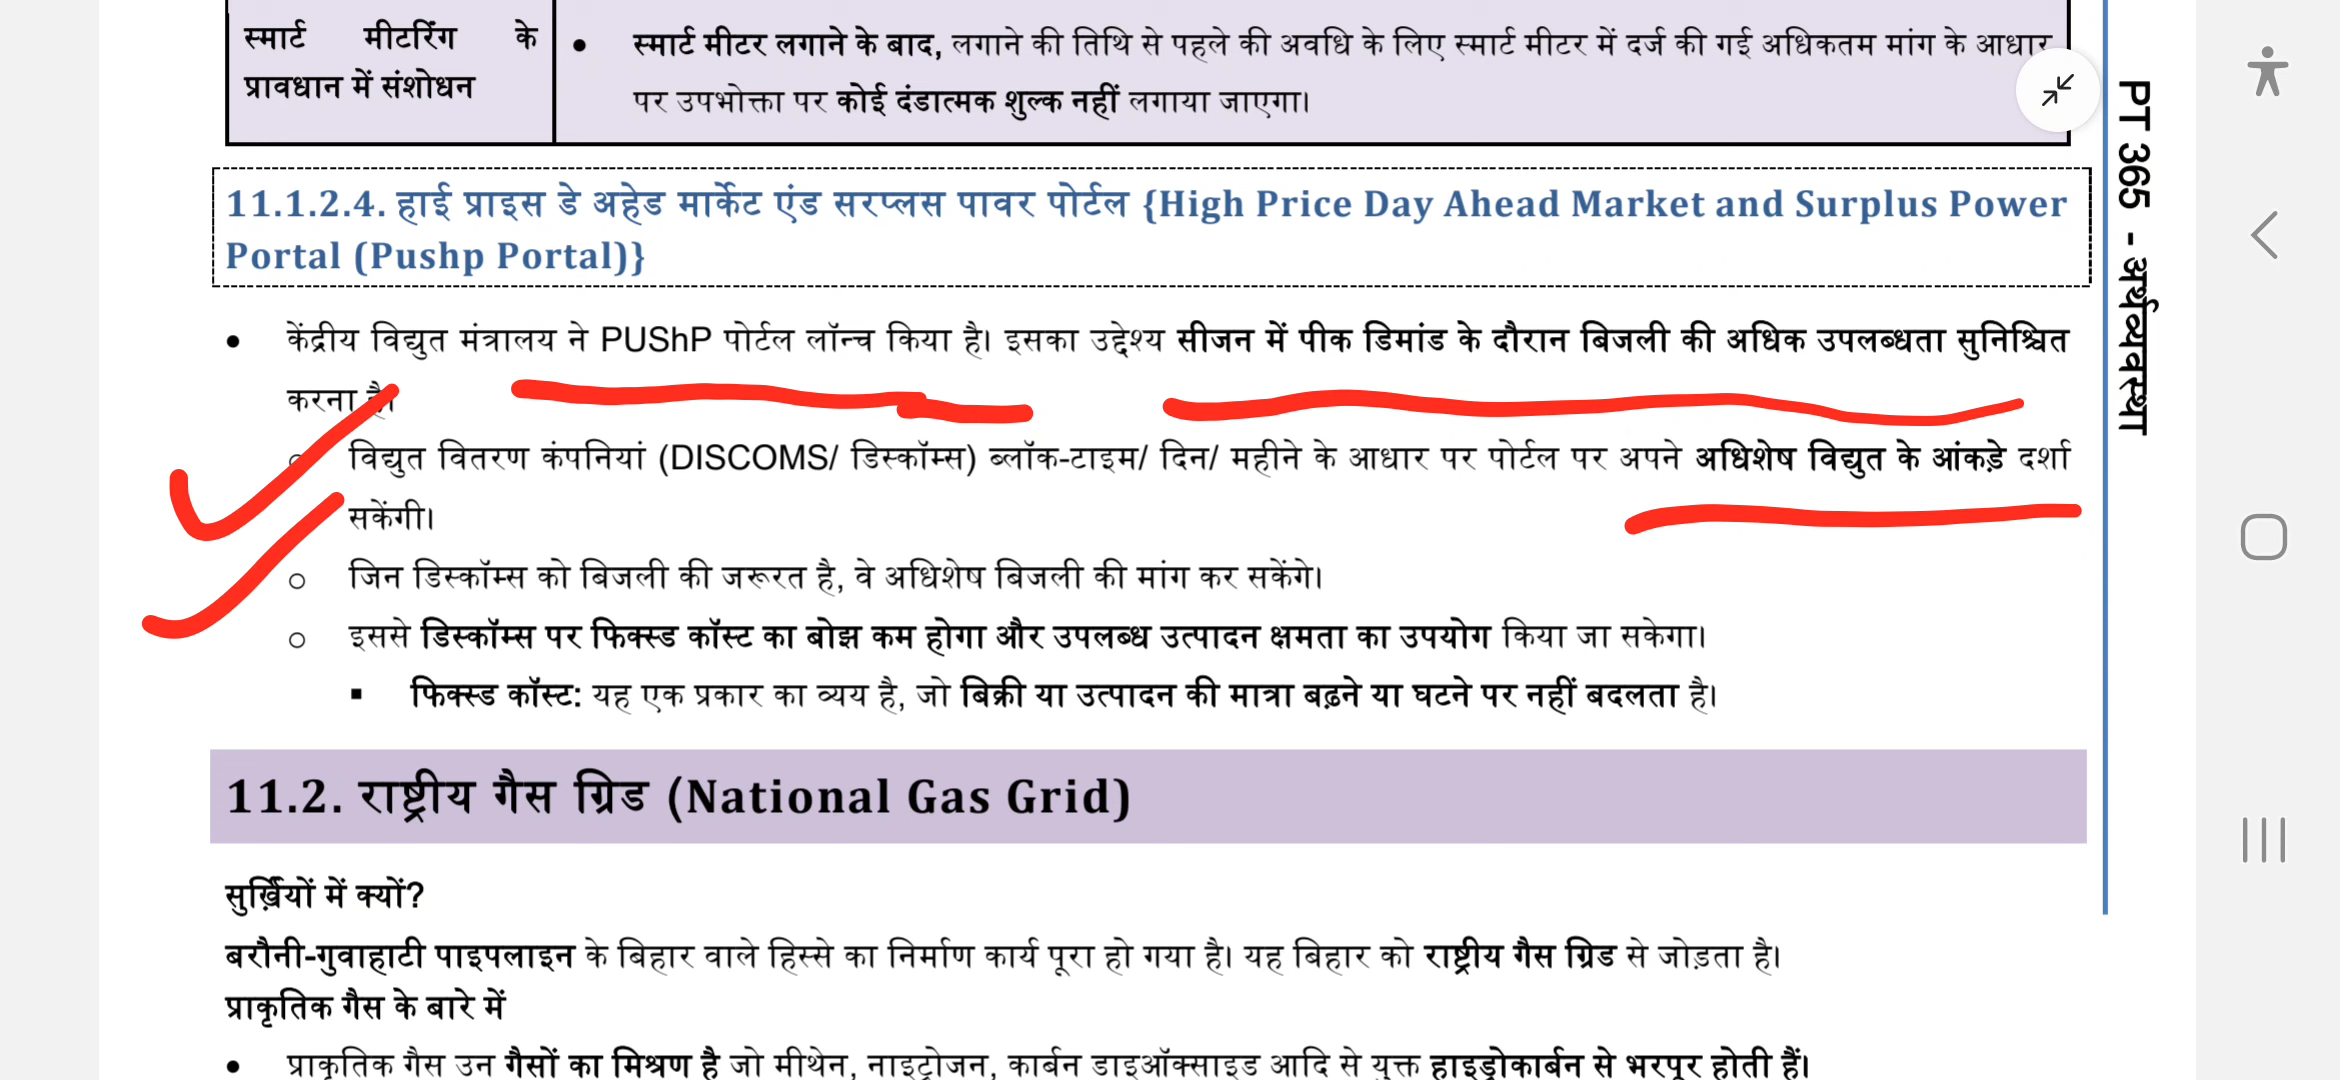 स्मार्ट मीटरिंग के
प्रावधान में संशोधन
● स्मार्ट मीटर लगाने के बाद, लगाने की तिथि से पहले की अवधि के लिए स्मार्ट मीटर में दर्ज की गई अधिकतम मांग के आधार
पर उपभोक्ता पर कोई दंडात्मक शुल्क नहीं लगाया जाएगा।
11.1.2.4. हाई प्राइस डे अहेड मार्केट एंड सरप्लस पावर पोर्टल {High Price Day Ahead Market and Surplus Power
Portal (Pushp Portal)}
● केंद्रीय विद्युत मंत्रालय ने PUShP पोर्टल लॉन्च किया है। इसका उद्देश्य सीजन में पीक डिमांड के दौरान बिजली की अधिक उपलब्धता सुनिश्चित
करना है।
○ विद्युत वितरण कंपनियां (DISCOMS/ डिस्कॉम्स) ब्लॉक-टाइम/ दिन/ महीने के आधार पर पोर्टल पर अपने अधिशेष विद्युत के आंकड़े दर्शा
सकेंगी।
○ जिन डिस्कॉम्स को बिजली की जरूरत है, वे अधिशेष बिजली की मांग कर सकेंगे।
○ इससे डिस्कॉम्स पर फिक्स्ड कॉस्ट का बोझ कम होगा और उपलब्ध उत्पादन क्षमता का उपयोग किया जा सकेगा।
▪ फिक्स्ड कॉस्ट: यह एक प्रकार का व्यय है, जो बिक्री या उत्पादन की मात्रा बढ़ने या घटने पर नहीं बदलता है।
11.2. राष्ट्रीय गैस ग्रिड (National Gas Grid)
सुर्ख़ियों में क्यों?
बरौनी-गुवाहाटी पाइपलाइन के बिहार वाले हिस्से का निर्माण कार्य पूरा हो गया है। यह बिहार को राष्ट्रीय गैस ग्रिड से जोड़ता है।
प्राकृतिक गैस के बारे में
● प्राकृतिक गैस उन गैसों का मिश्रण है जो मीथेन, नाइट्रोजन, कार्बन डाइऑक्साइड आदि से युक्त हाइड्रोकार्बन से भरपूर होती हैं।
PT 365 - अर्थव्यवस्था